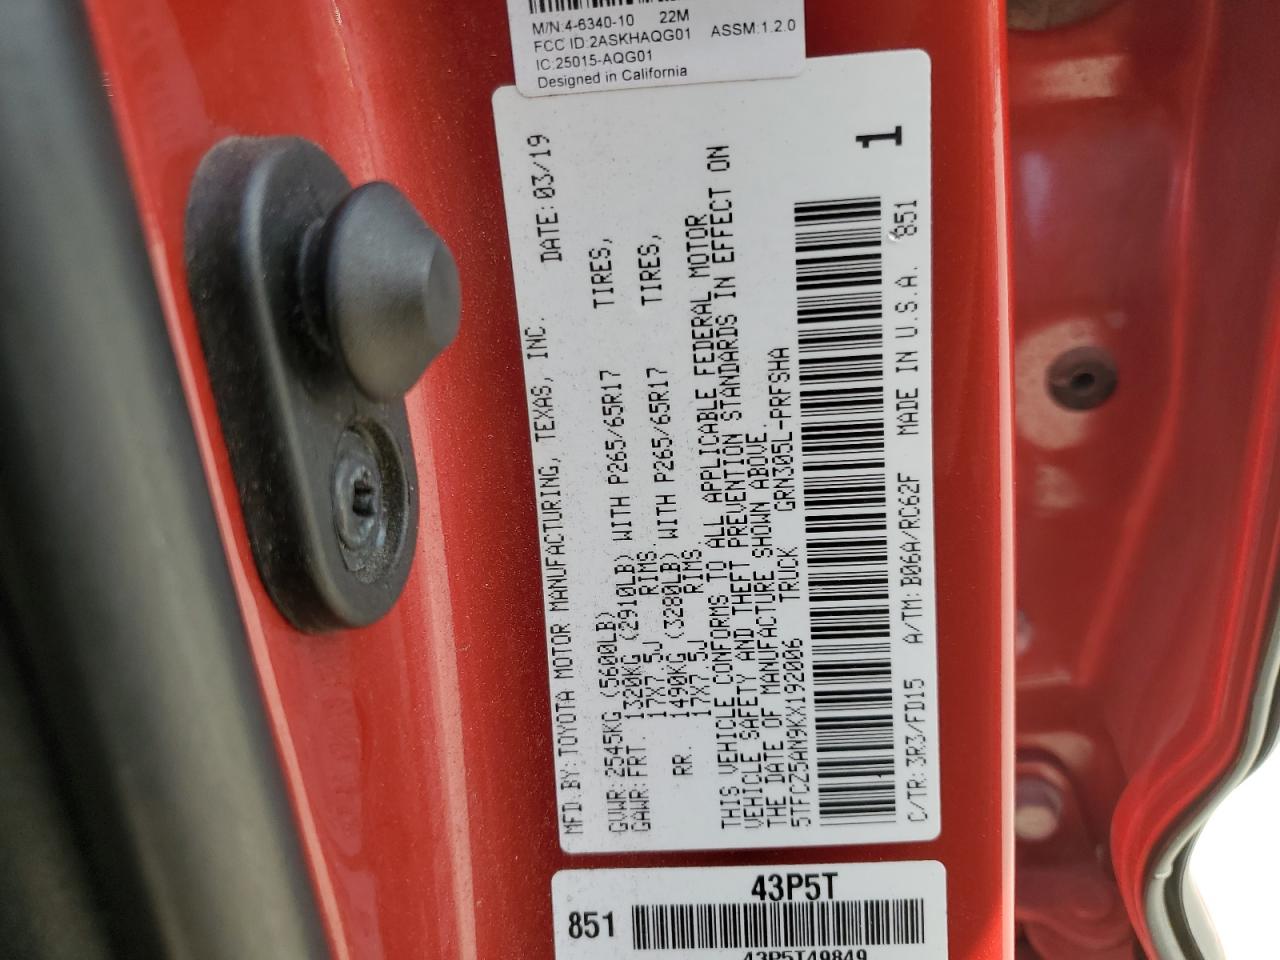 M/N:4-6340-10 22M
FCC ID:2ASKHAQG01 ASSM:1.2.0
IC:25015-AQG01
Designed in California
MFD.BY:TOYOTA MOTOR MANUFACTURING, TEXAS, INC. DATE:03/19
GVWR:2545KG (5600LB)
GAWR:FRT 1320KG (2910LB) WITH P265/65R17 TIRES,
17X7.5J RIMS
RR. 1490KG (3280LB) WITH P265/65R17 TIRES,
17X7.5J RIMS
THIS VEHICLE CONFORMS TO ALL APPLICABLE FEDERAL MOTOR
VEHICLE SAFETY AND THEFT PREVENTION STANDARDS IN EFFECT ON
THE DATE OF MANUFACTURE SHOWN ABOVE.
5TFCZ5AN9KX192006 TRUCK GRN305L-PRFSHA
1
C/TR:3R3/FD15 A/TM:B06A/RC62F MADE IN U.S.A. 851
43P5T
851
43P5T49849